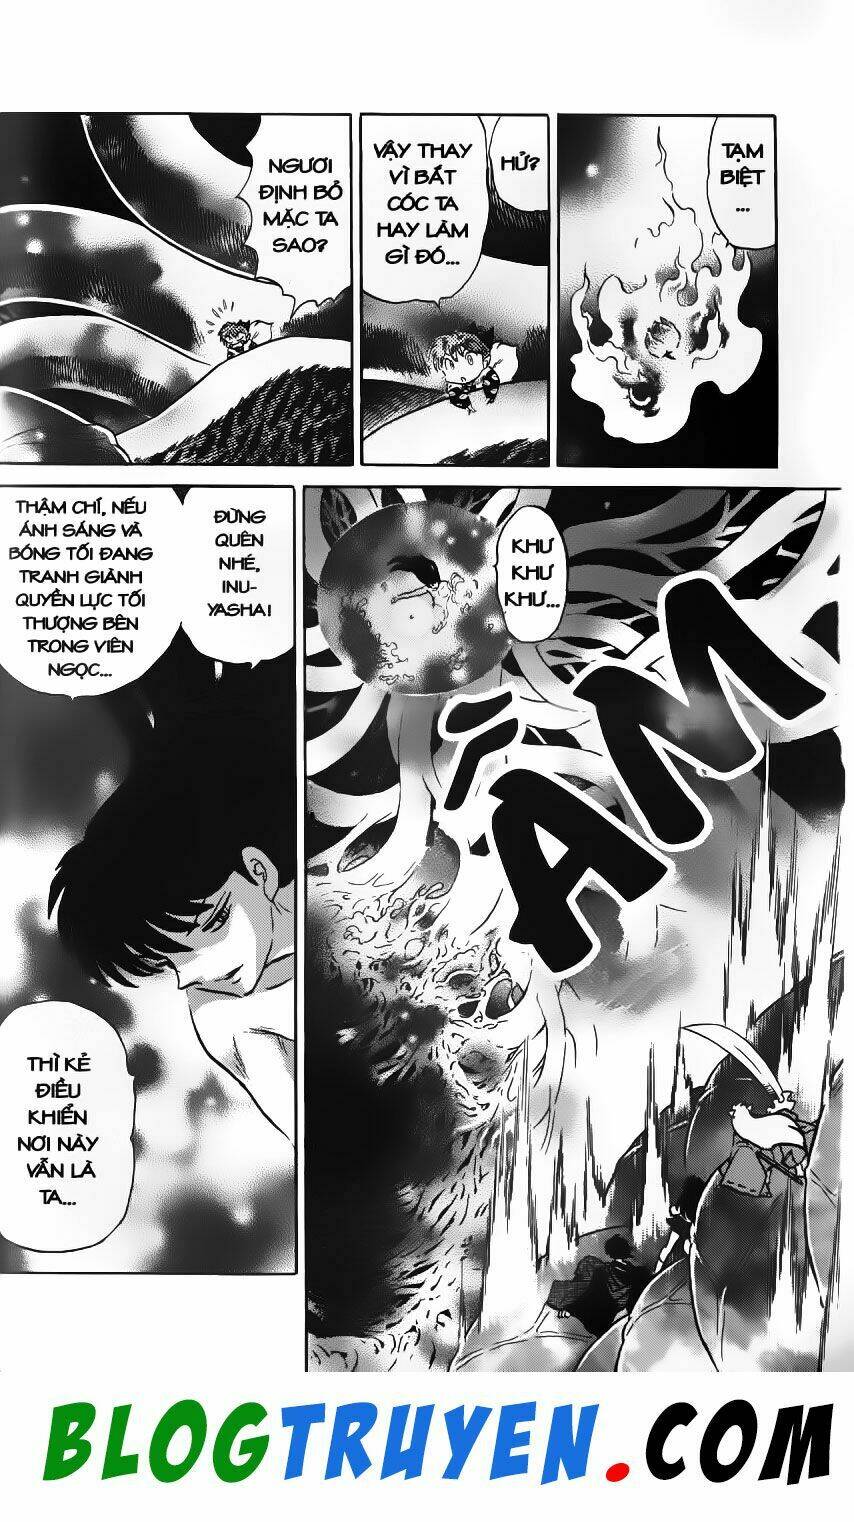 TẠM
BIỆT
...
HỬ?
VẬY THAY
VÌ BẮT
CÓC TA
HAY LÀM
GÌ ĐÓ...
NGƯƠI
ĐỊNH BỎ
MẶC TA
SAO?
KHƯ
KHƯ
KHƯ...
ẦM
ĐỪNG
QUÊN
NHÉ,
INU-
YASHA!
THẬM CHÍ, NẾU
ÁNH SÁNG VÀ
BÓNG TỐI ĐANG
TRANH GIÀNH
QUYỀN LỰC TỐI
THƯỢNG BÊN
TRONG VIÊN
NGỌC...
THÌ KẺ
ĐIỀU
KHIỂN
NƠI NÀY
VẪN LÀ
TA...
BLOGTRUYEN.COM